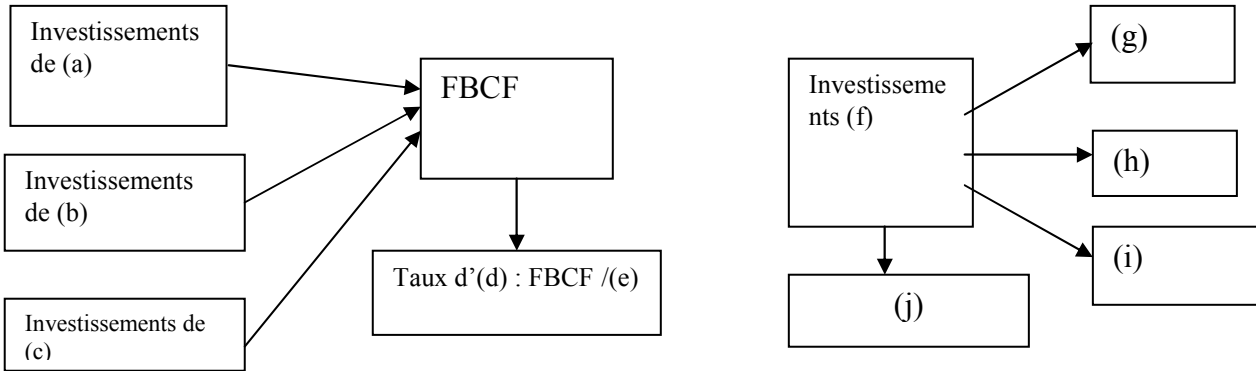 Investissements
de (a)
Investissements
de (b)
Investissements de
(c)
FBCF
Taux d’(d) : FBCF /(e)
Investisseme
nts (f)
(g)
(h)
(i)
(j)